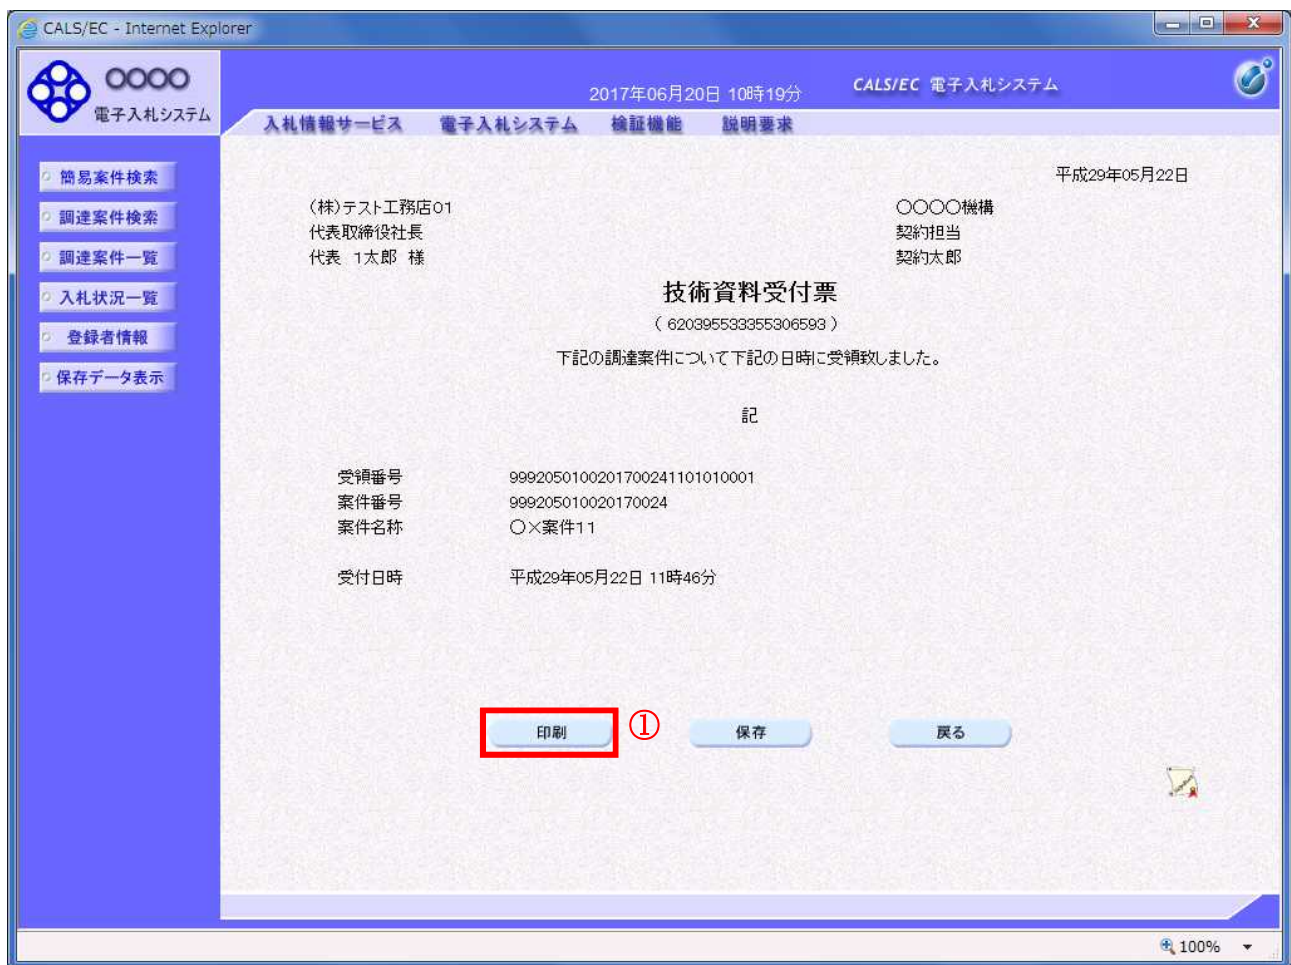 CALS/EC - Internet Explorer
○○○○
電子入札システム
2017年06月20日 10時19分
CALS/EC 電子入札システム
入札情報サービス 電子入札システム 検証機能 説明要求
簡易案件検索
調達案件検索
調達案件一覧
入札状況一覧
登録者情報
保存データ表示
平成29年05月22日
(株)テスト工務店01
代表取締役社長
代表 1太郎 様
○○○○機構
契約担当
契約太郎
技術資料受付票
(620395533355306593)
下記の調達案件について下記の日時に受領致しました。
記
受領番号 9992050100201700241101010001
案件番号 999205010020170024
案件名称 ○×案件11
受付日時 平成29年05月22日 11時46分
印刷 ① 保存 戻る
100%